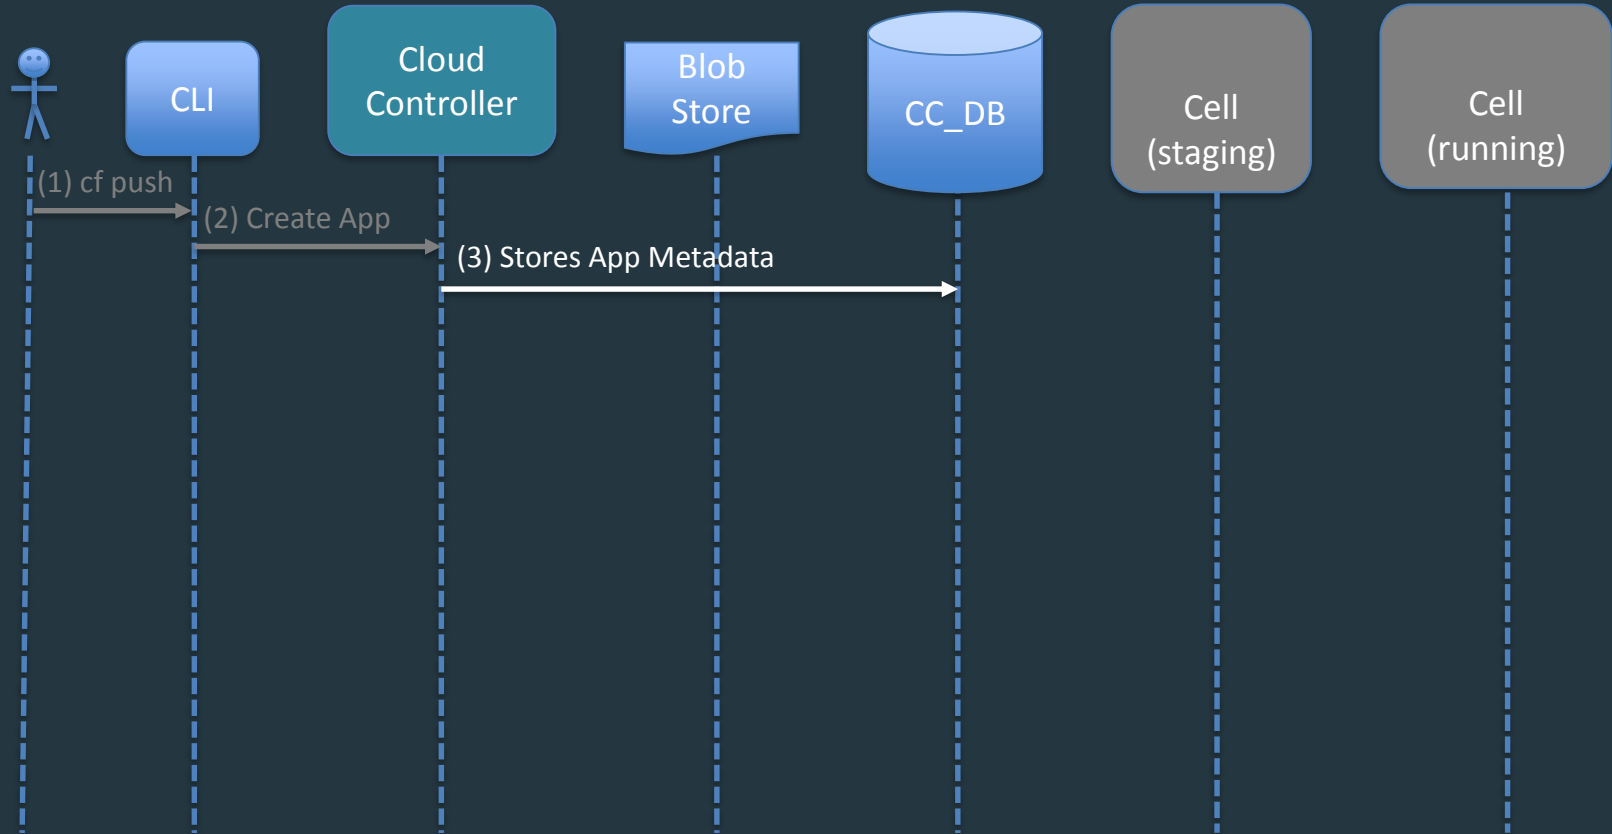 CLI
Cloud
Controller
Blob
Store
CC_DB
Cell
(staging)
Cell
(running)
(1) cf push
(2) Create App
(3) Stores App Metadata